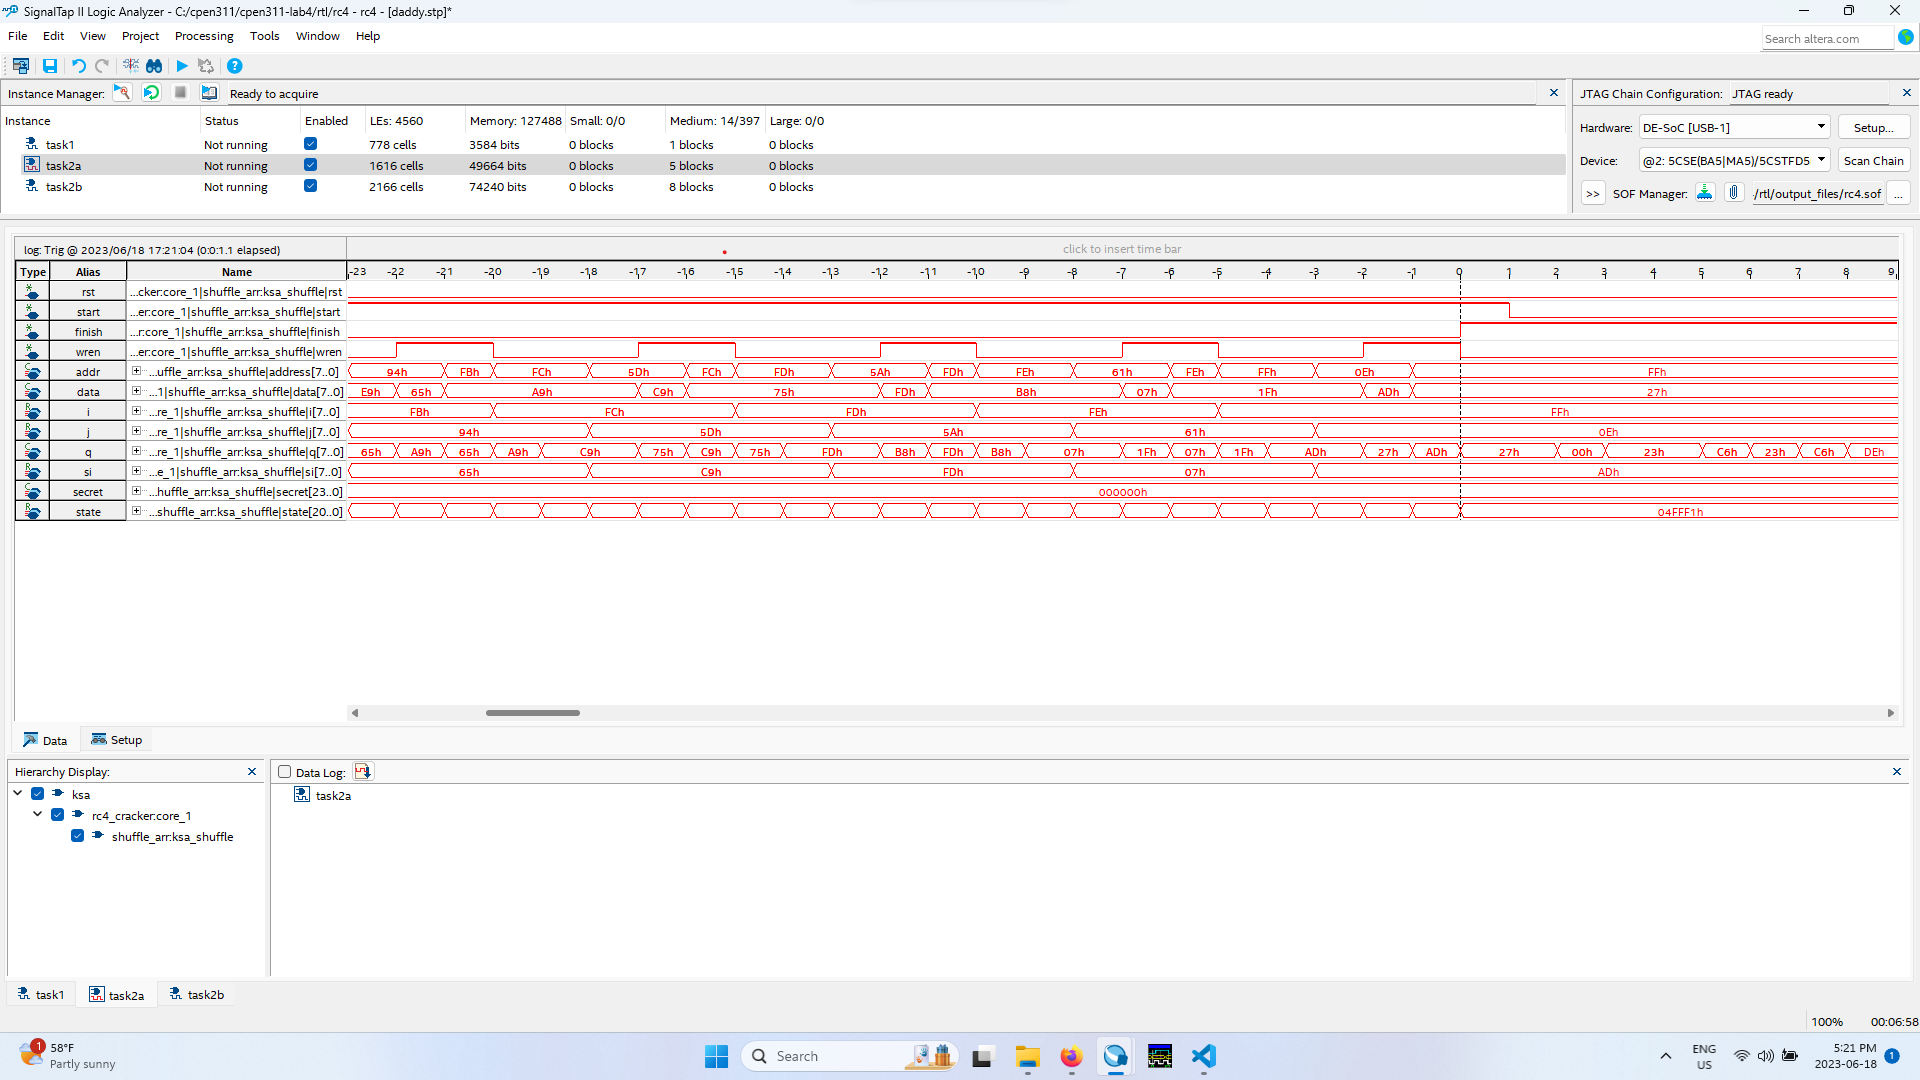 SignalTap II Logic Analyzer - C:/cpen311/cpen311-lab4/rtl/rc4 - rc4 - [daddy.stp]*
File Edit View Project Processing Tools Window Help
Search altera.com
Instance Manager: Ready to acquire
JTAG Chain Configuration: JTAG ready
Instance Status Enabled LEs: 4560 Memory: 127488 Small: 0/0 Medium: 14/397 Large: 0/0
task1 Not running 778 cells 3584 bits 0 blocks 1 blocks 0 blocks
task2a Not running 1616 cells 49664 bits 0 blocks 5 blocks 0 blocks
task2b Not running 2166 cells 74240 bits 0 blocks 8 blocks 0 blocks
Hardware: DE-SoC [USB-1] Setup...
Device: @2: 5CSE(BA5|MA5)/5CSTFD5 Scan Chain
>> SOF Manager: /rtl/output_files/rc4.sof ...
log: Trig @ 2023/06/18 17:21:04 (0:0:1.1 elapsed) click to insert time bar
Type Alias Name -23 -22 -21 -20 -19 -18 -17 -16 -15 -14 -13 -12 -11 -10 -9 -8 -7 -6 -5 -4 -3 -2 -1 0 1 2 3 4 5 6 7 8 9
rst ...cker:core_1|shuffle_arr:ksa_shuffle|rst
start ...er:core_1|shuffle_arr:ksa_shuffle|start
finish ...r:core_1|shuffle_arr:ksa_shuffle|finish
wren ...er:core_1|shuffle_arr:ksa_shuffle|wren
addr ...uffle_arr:ksa_shuffle|address[7..0] 94h FBh FCh 5Dh FCh FDh 5Ah FDh FEh 61h FEh FFh 0Eh FFh
data ...1|shuffle_arr:ksa_shuffle|data[7..0] E9h 65h A9h C9h 75h FDh B8h 07h 1Fh ADh 27h
i ...re_1|shuffle_arr:ksa_shuffle|i[7..0] FBh FCh FDh FEh FFh
j ...re_1|shuffle_arr:ksa_shuffle|j[7..0] 94h 5Dh 5Ah 61h 0Eh
q ...re_1|shuffle_arr:ksa_shuffle|q[7..0] 65h A9h 65h A9h C9h 75h C9h 75h FDh B8h FDh B8h 07h 1Fh 07h 1Fh ADh 27h ADh 27h 00h 23h C6h 23h C6h DEh
si ...e_1|shuffle_arr:ksa_shuffle|si[7..0] 65h C9h FDh 07h ADh
secret ...huffle_arr:ksa_shuffle|secret[23..0] 000000h
state ...shuffle_arr:ksa_shuffle|state[20..0] 04FFF1h
Data Setup
Hierarchy Display:
ksa
rc4_cracker:core_1
shuffle_arr:ksa_shuffle
Data Log:
task2a
task1 task2a task2b
100% 00:06:58
1
58°F
Partly sunny
Search
ENG
US
5:21 PM
2023-06-18
1